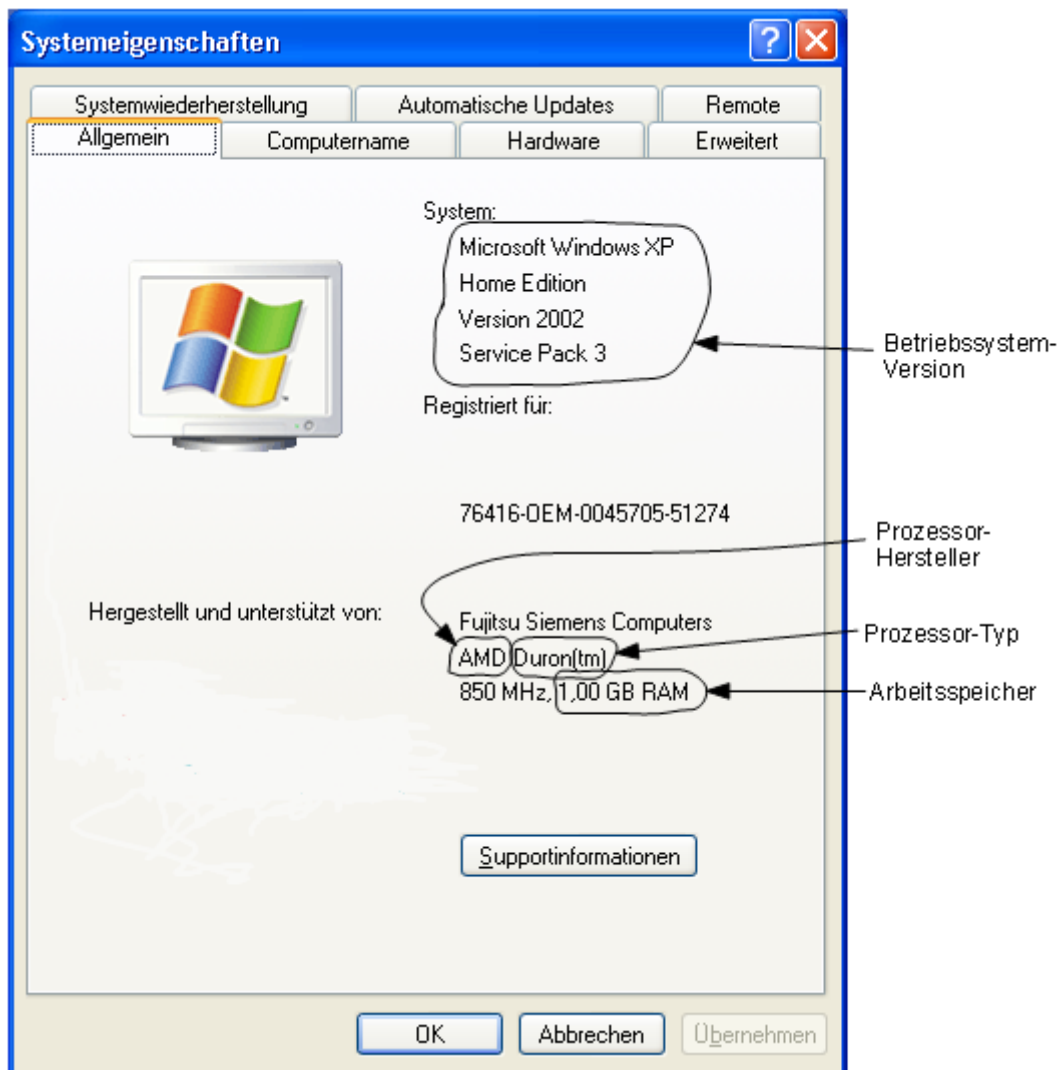 Systemeigenschaften
Systemwiederherstellung Automatische Updates Remote
Allgemein Computername Hardware Erweitert
System:
Microsoft Windows XP
Home Edition
Version 2002
Service Pack 3
Betriebssystem-
Version
Registriert für:
76416-OEM-0045705-51274
Prozessor-
Hersteller
Hergestellt und unterstützt von:
Fujitsu Siemens Computers
AMD Duron(tm)
Prozessor-Typ
850 MHz, 1,00 GB RAM
Arbeitsspeicher
Supportinformationen
OK Abbrechen Übernehmen